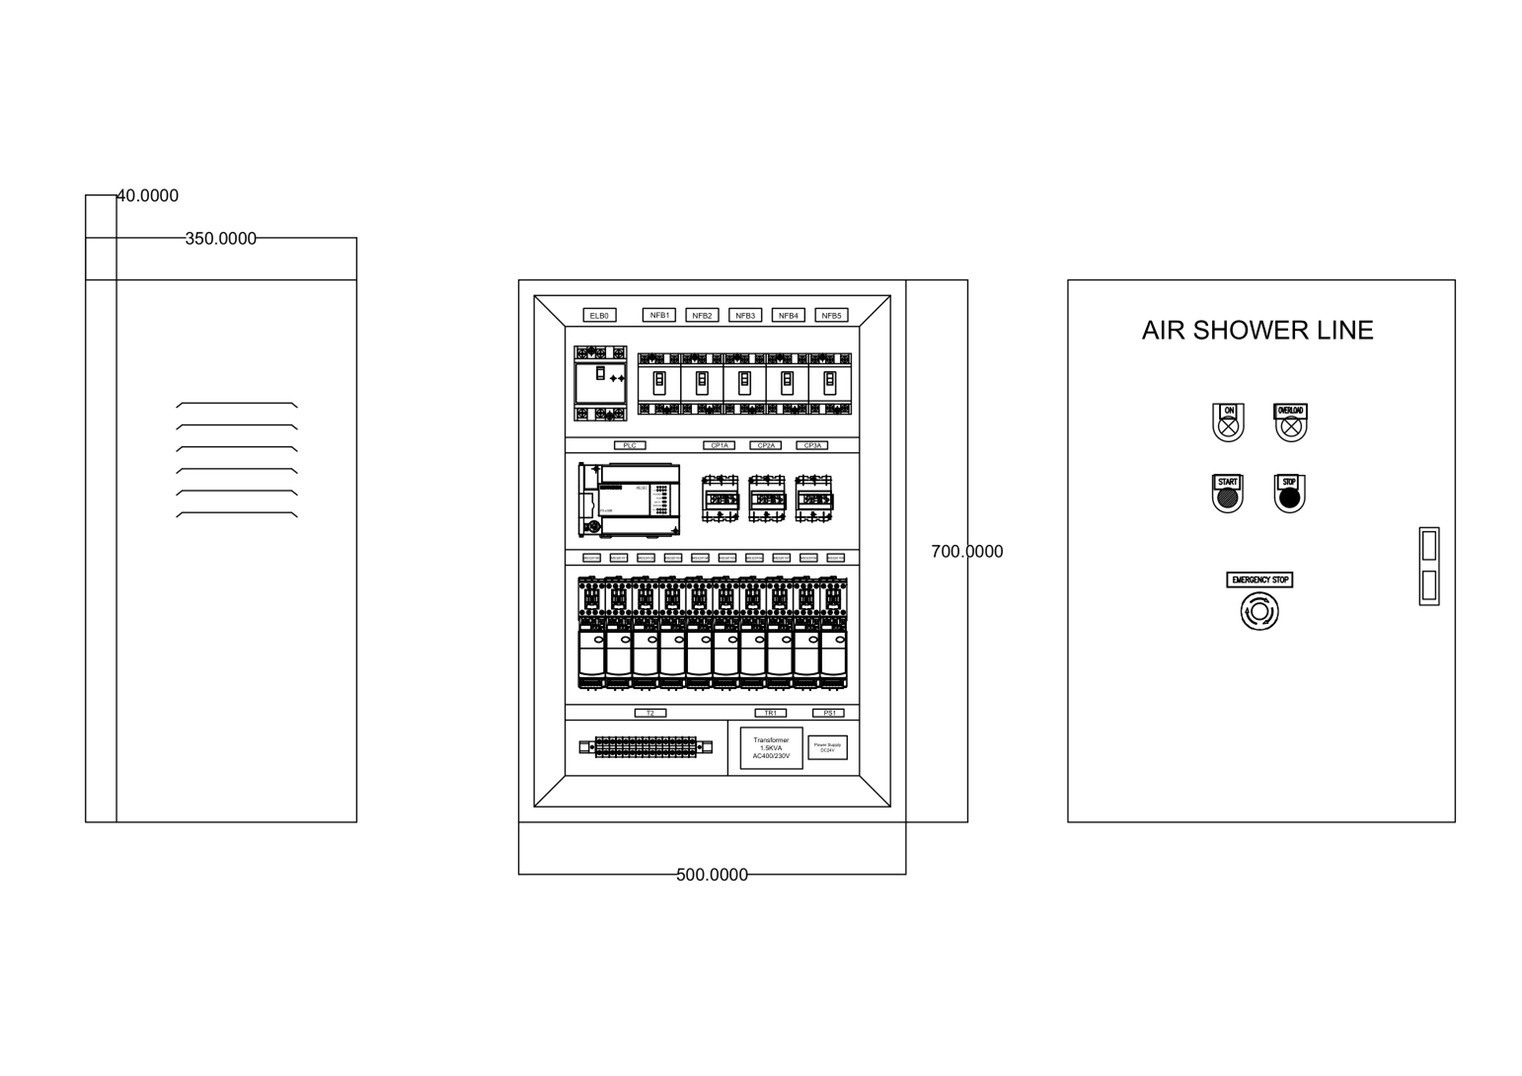 40.0000
350.0000
ELB0
NFB1
NFB2
NFB3
NFB4
NFB5
PLC
CP1A
CP2A
CP3A
T2
TR1
PS1
Transformer
1.5KVA
AC400/230V
Power Supply
DC24V
700.0000
500.0000
AIR SHOWER LINE
ON
OVERLOAD
START
STOP
EMERGENCY STOP